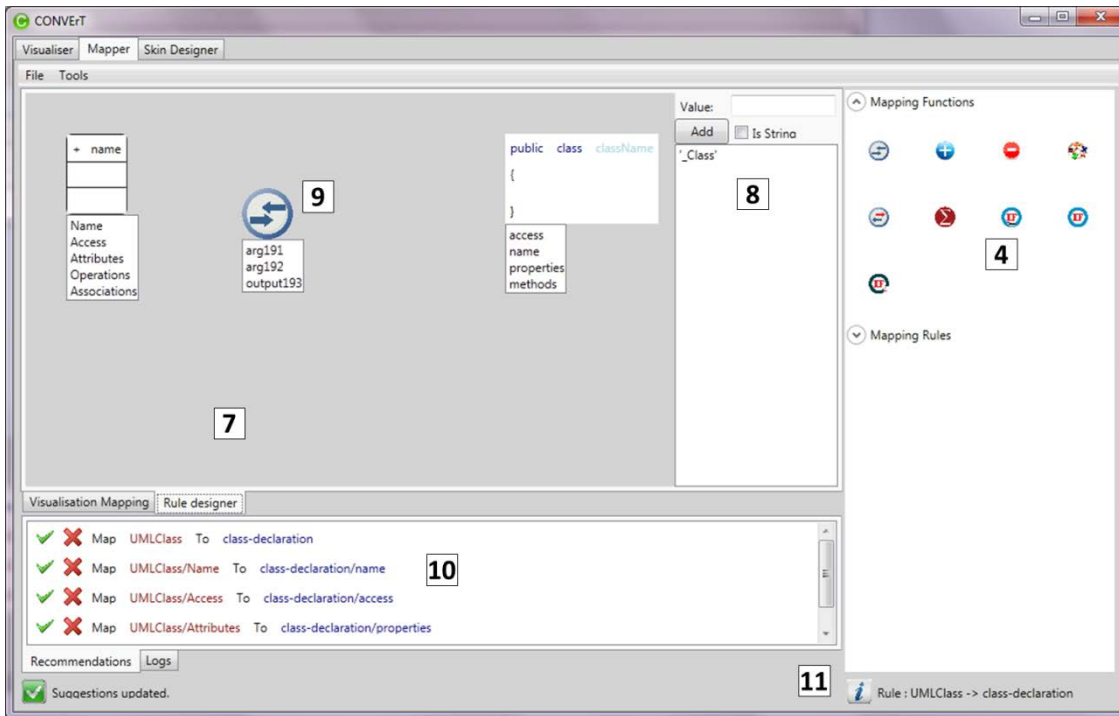 CONVErT
Visualiser Mapper Skin Designer
File Tools
+ name
Name
Access
Attributes
Operations
Associations
9
arg191
arg192
output193
public class className
{
}
access
name
properties
methods
7
Value:
Add Is String
'_Class'
8
Mapping Functions
4
Mapping Rules
Visualisation Mapping Rule designer
Map UMLClass To class-declaration
Map UMLClass/Name To class-declaration/name
10
Map UMLClass/Access To class-declaration/access
Map UMLClass/Attributes To class-declaration/properties
Recommendations Logs
Suggestions updated.
11
Rule : UMLClass -> class-declaration